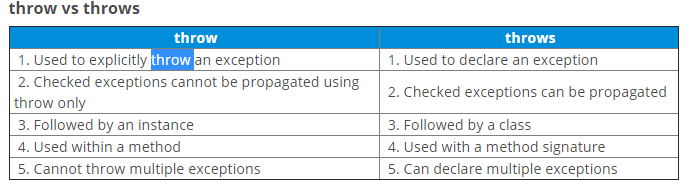 throw vs throws
throw throws
1. Used to explicitly throw an exception 1. Used to declare an exception
2. Checked exceptions cannot be propagated using
throw only
2. Checked exceptions can be propagated
3. Followed by an instance 3. Followed by a class
4. Used within a method 4. Used with a method signature
5. Cannot throw multiple exceptions 5. Can declare multiple exceptions